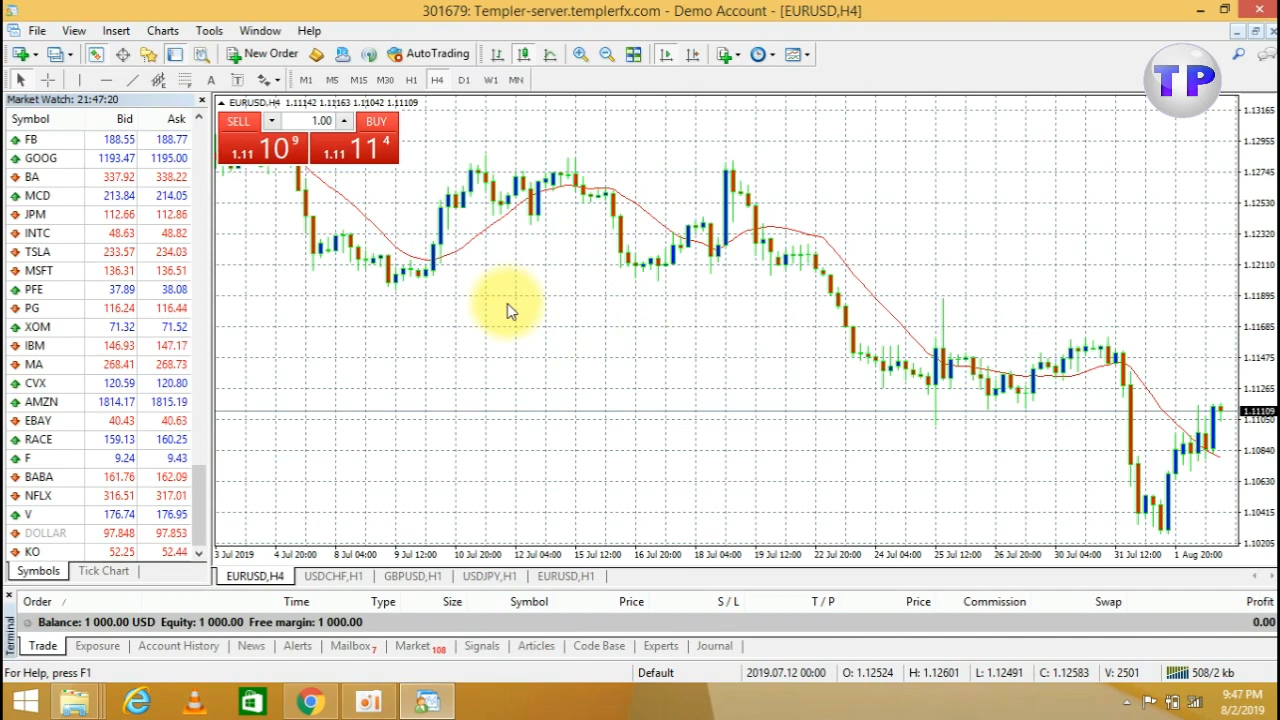 301679: Templer-server.templerfx.com - Demo Account - [EURUSD,H4]
File View Insert Charts Tools Window Help
New Order AutoTrading
A T M1 M5 M15 M30 H1 H4 D1 W1 MN
TP
Market Watch: 21:47:20
Symbol Bid Ask
FB 188.55 188.77
GOOG 1193.47 1195.00
BA 337.92 338.22
MCD 213.84 214.05
JPM 112.66 112.86
INTC 48.63 48.82
TSLA 233.57 234.03
MSFT 136.31 136.51
PFE 37.89 38.08
PG 116.24 116.44
XOM 71.32 71.52
IBM 146.93 147.17
MA 268.41 268.73
CVX 120.59 120.80
AMZN 1814.17 1815.19
EBAY 40.43 40.63
RACE 159.13 160.25
F 9.24 9.43
BABA 161.76 162.09
NFLX 316.51 317.01
V 176.74 176.95
DOLLAR 97.848 97.853
KO 52.25 52.44
Symbols Tick Chart
EURUSD,H4 1.11142 1.11163 1.11042 1.11109
SELL 1.00 BUY
1.11 10 9 1.11 11 4
1.13165
1.12955
1.12745
1.12530
1.12320
1.12110
1.11895
1.11685
1.11475
1.11265
1.11109
1.11050
1.10840
1.10630
1.10415
1.10205
3 Jul 2019 4 Jul 20:00 8 Jul 04:00 9 Jul 12:00 10 Jul 20:00 12 Jul 04:00 15 Jul 12:00 16 Jul 20:00 18 Jul 04:00 19 Jul 12:00 22 Jul 20:00 24 Jul 04:00 25 Jul 12:00 26 Jul 20:00 30 Jul 04:00 31 Jul 12:00 1 Aug 20:00
EURUSD,H4 USDCHF,H1 GBPUSD,H1 USDJPY,H1 EURUSD,H1
Order / Time Type Size Symbol Price S / L T / P Price Commission Swap Profit
Balance: 1 000.00 USD Equity: 1 000.00 Free margin: 1 000.00 0.00
Terminal
Trade Exposure Account History News Alerts Mailbox 7 Market 108 Signals Articles Code Base Experts Journal
For Help, press F1 Default 2019.07.12 00:00 O: 1.12524 H: 1.12601 L: 1.12491 C: 1.12583 V: 2501 508/2 kb
9:47 PM
8/2/2019